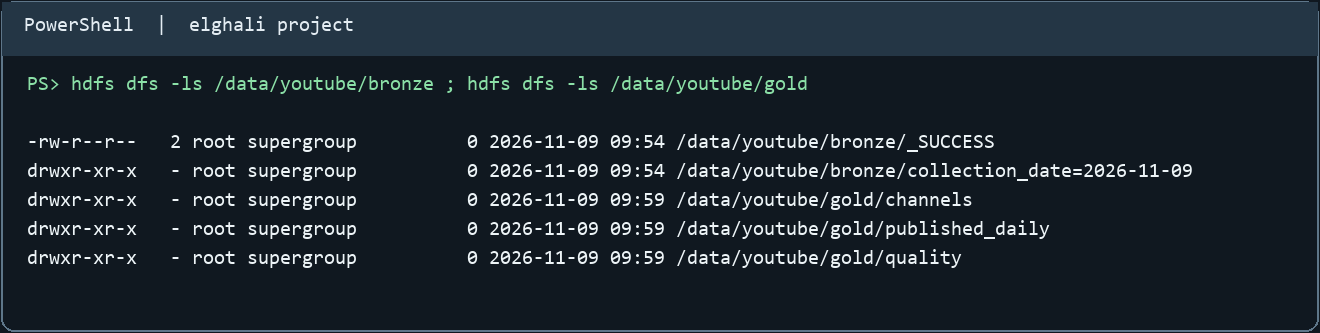 PowerShell | elghali project
PS> hdfs dfs -ls /data/youtube/bronze ; hdfs dfs -ls /data/youtube/gold
-rw-r--r--   2 root supergroup          0 2026-11-09 09:54 /data/youtube/bronze/_SUCCESS
drwxr-xr-x   - root supergroup          0 2026-11-09 09:54 /data/youtube/bronze/collection_date=2026-11-09
drwxr-xr-x   - root supergroup          0 2026-11-09 09:59 /data/youtube/gold/channels
drwxr-xr-x   - root supergroup          0 2026-11-09 09:59 /data/youtube/gold/published_daily
drwxr-xr-x   - root supergroup          0 2026-11-09 09:59 /data/youtube/gold/quality